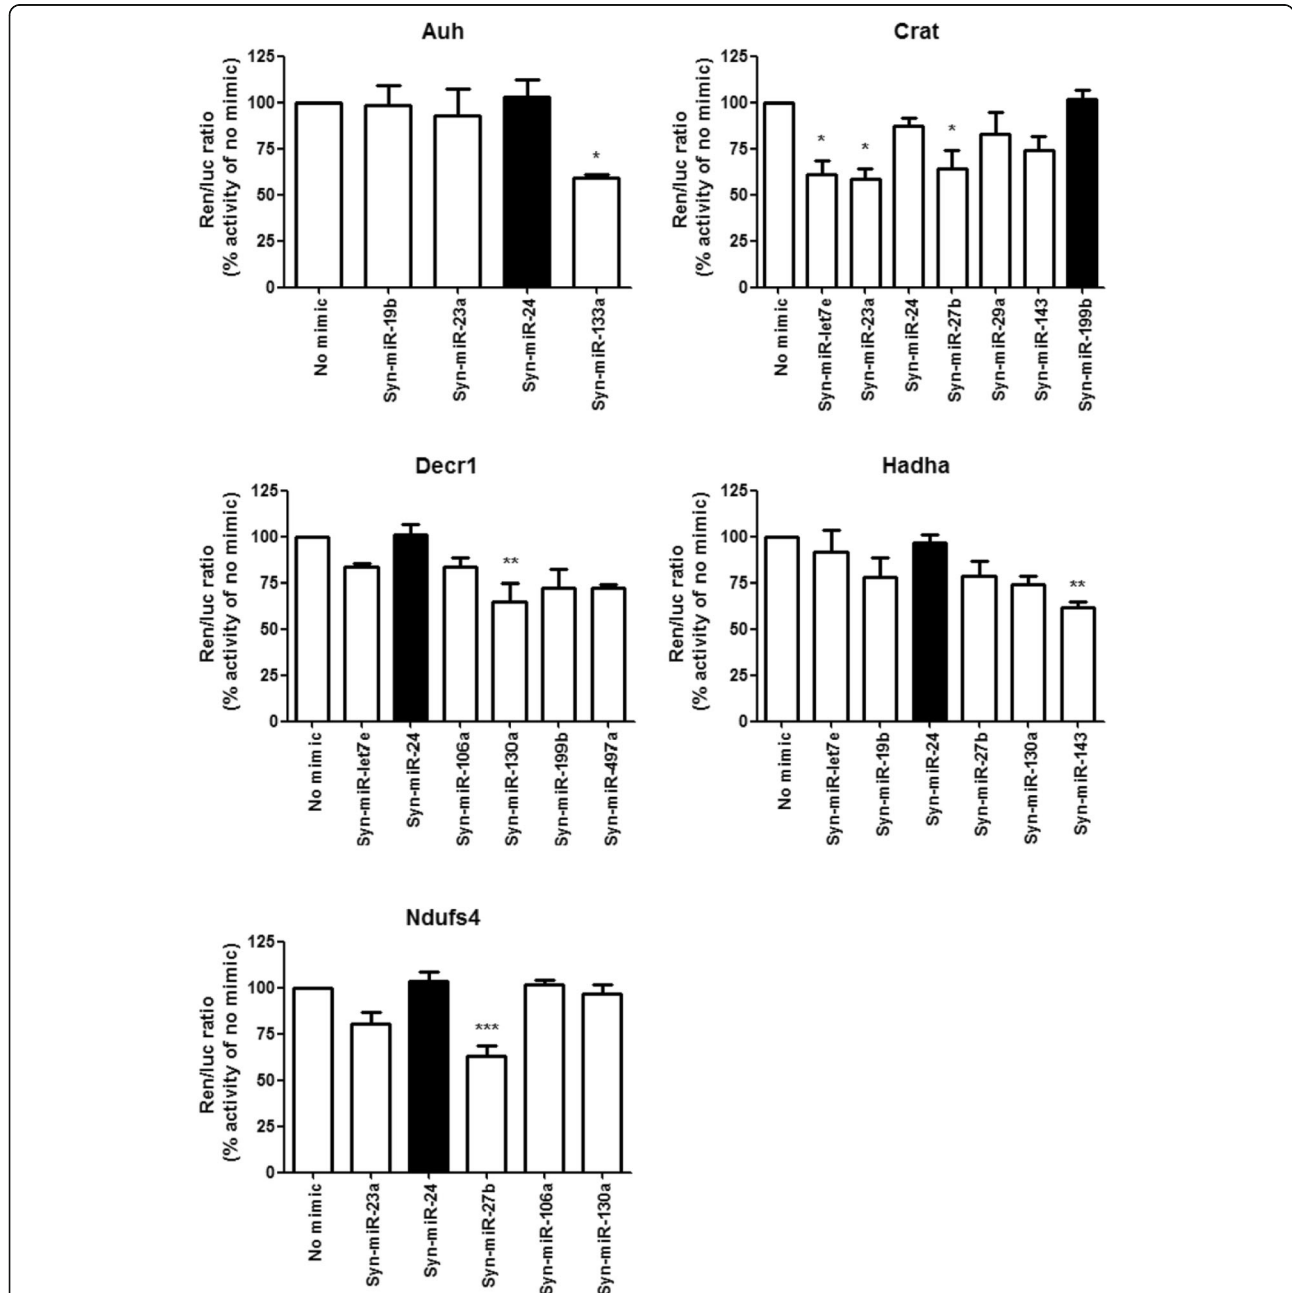 Auh
Ren/luc ratio
(% activity of no mimic)
125
100
75
50
25
0
*
No mimic
Syn-miR-19b
Syn-miR-23a
Syn-miR-24
Syn-miR-133a
Crat
Ren/luc ratio
(% activity of no mimic)
125
100
75
50
25
0
*
*
*
No mimic
Syn-miR-let7e
Syn-miR-23a
Syn-miR-24
Syn-miR-27b
Syn-miR-29a
Syn-miR-143
Syn-miR-199b
Decr1
Ren/luc ratio
(% activity of no mimic)
125
100
75
50
25
0
**
No mimic
Syn-miR-let7e
Syn-miR-24
Syn-miR-106a
Syn-miR-130a
Syn-miR-199b
Syn-miR-497a
Hadha
Ren/luc ratio
(% activity of no mimic)
125
100
75
50
25
0
**
No mimic
Syn-miR-let7e
Syn-miR-19b
Syn-miR-24
Syn-miR-27b
Syn-miR-130a
Syn-miR-143
Ndufs4
Ren/luc ratio
(% activity of no mimic)
125
100
75
50
25
0
***
No mimic
Syn-miR-23a
Syn-miR-24
Syn-miR-27b
Syn-miR-106a
Syn-miR-130a